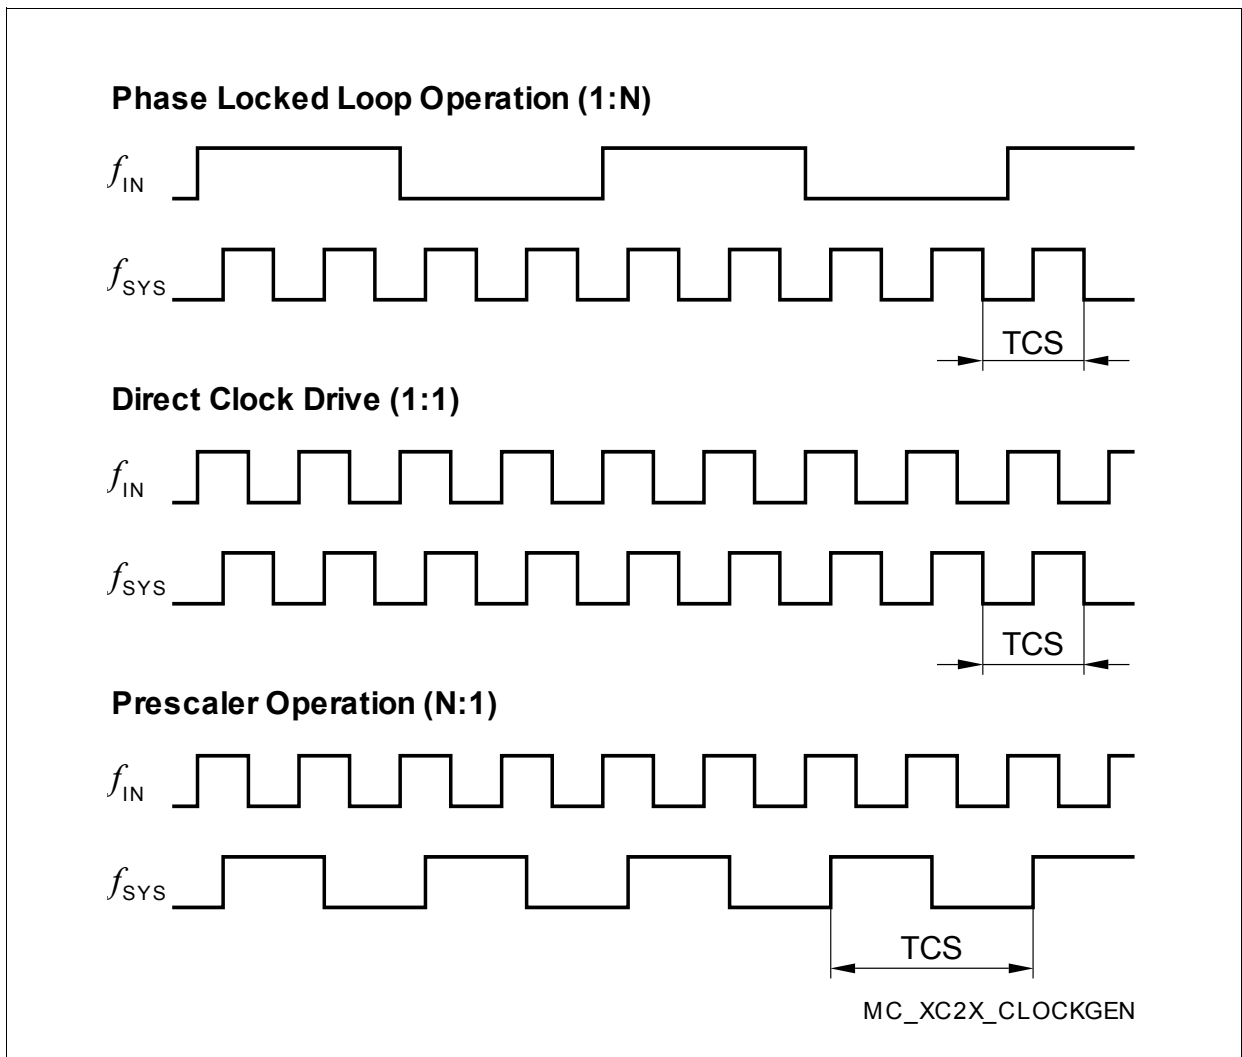 Phase Locked Loop Operation (1:N)
fIN
fSYS
TCS
Direct Clock Drive (1:1)
fIN
fSYS
TCS
Prescaler Operation (N:1)
fIN
fSYS
TCS
MC_XC2X_CLOCKGEN